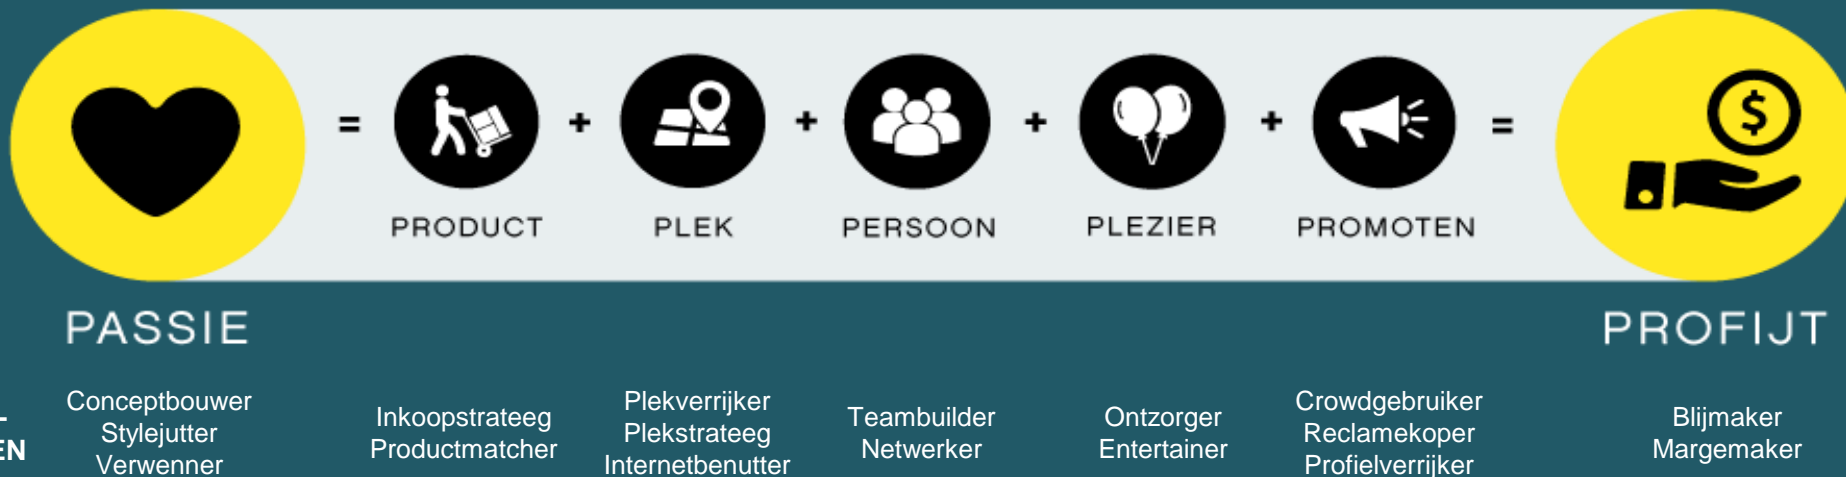 = + + + + =
$
PRODUCT PLEK PERSOON PLEZIER PROMOTEN
PASSIE PROFIJT
Conceptbouwer
Stylejutter
Verwenner
Inkoopstrateeg
Productmatcher
Plekverrijker
Plekstrateeg
Internetbenutter
Teambuilder
Netwerker
Ontzorger
Entertainer
Crowdgebruiker
Reclamekoper
Profielverrijker
Blijmaker
Margemaker